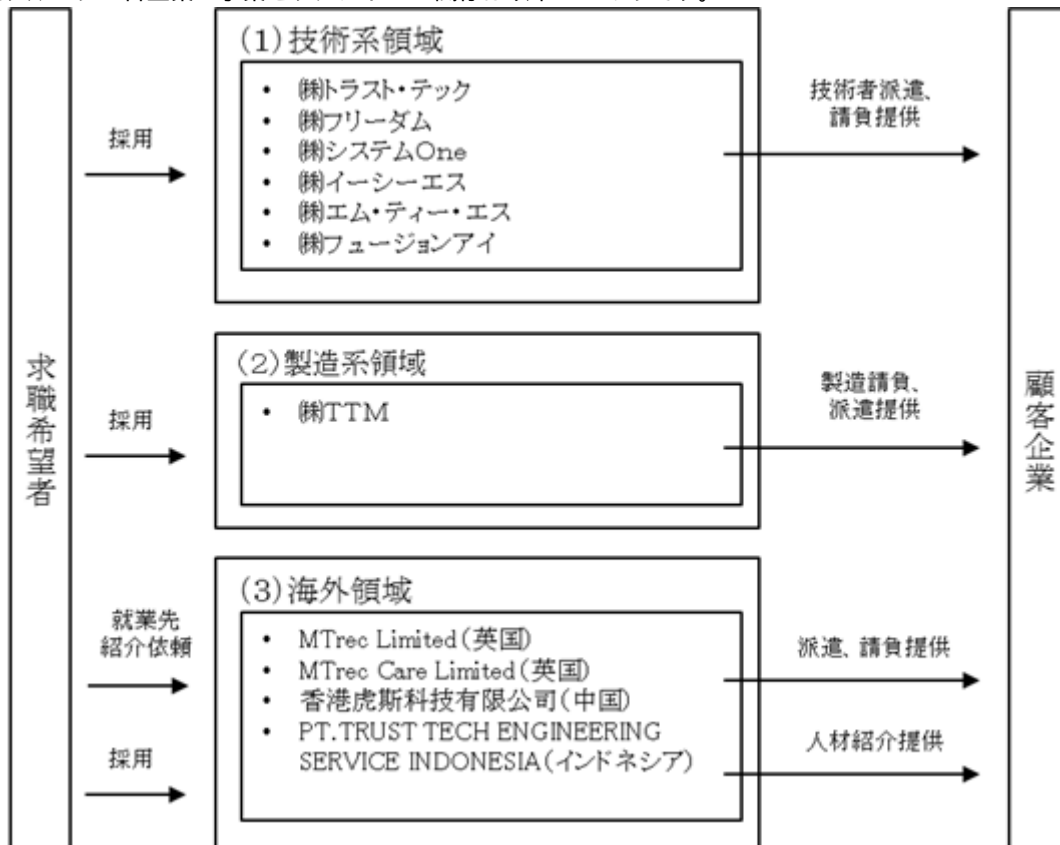 求職希望者
採用
(1)技術系領域
・ ㈱トラスト・テック
・ ㈱フリーダム
・ ㈱システムOne
・ ㈱イーシーエス
・ ㈱エム・ティー・エス
・ ㈱フュージョンアイ
技術者派遣、
請負提供
採用
(2)製造系領域
・ ㈱TTM
製造請負、
派遣提供
就業先
紹介依頼
採用
(3)海外領域
・ MTrec Limited(英国)
・ MTrec Care Limited(英国)
・ 香港虎斯科技有限公司(中国)
・ PT.TRUST TECH ENGINEERING
SERVICE INDONESIA(インドネシア)
派遣、請負提供
人材紹介提供
顧客企業